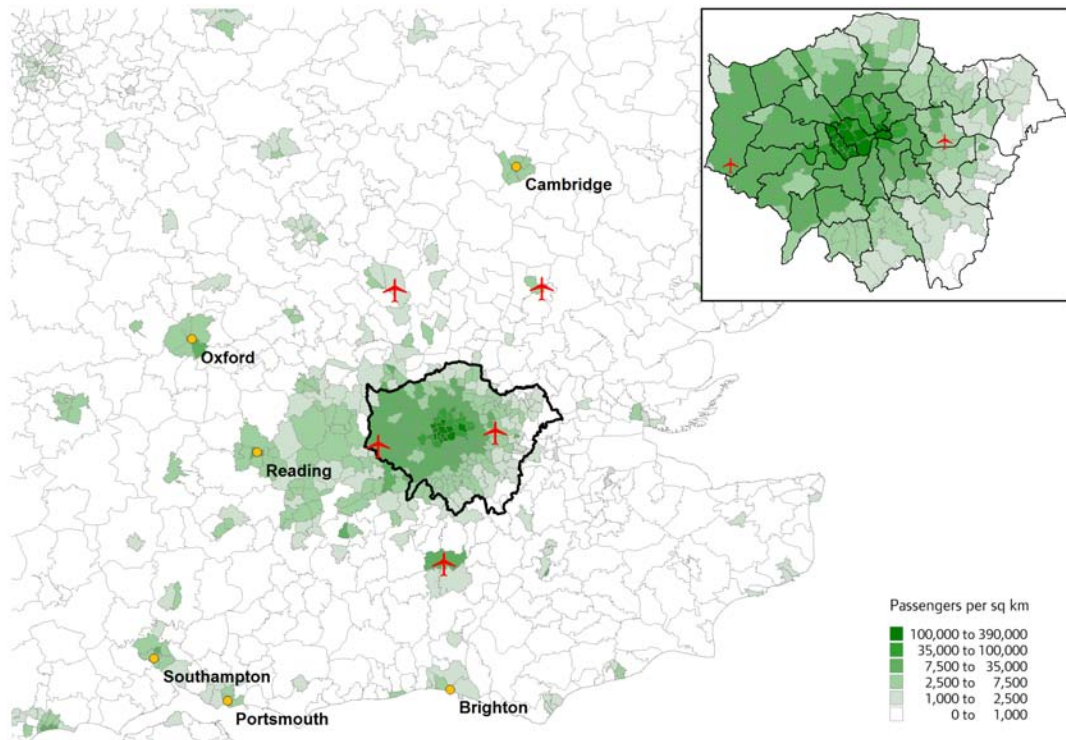 Cambridge
Oxford
Reading
Southampton
Portsmouth
Brighton
Passengers per sq km
100,000 to 390,000
35,000 to 100,000
7,500 to 35,000
2,500 to 7,500
1,000 to 2,500
0 to 1,000